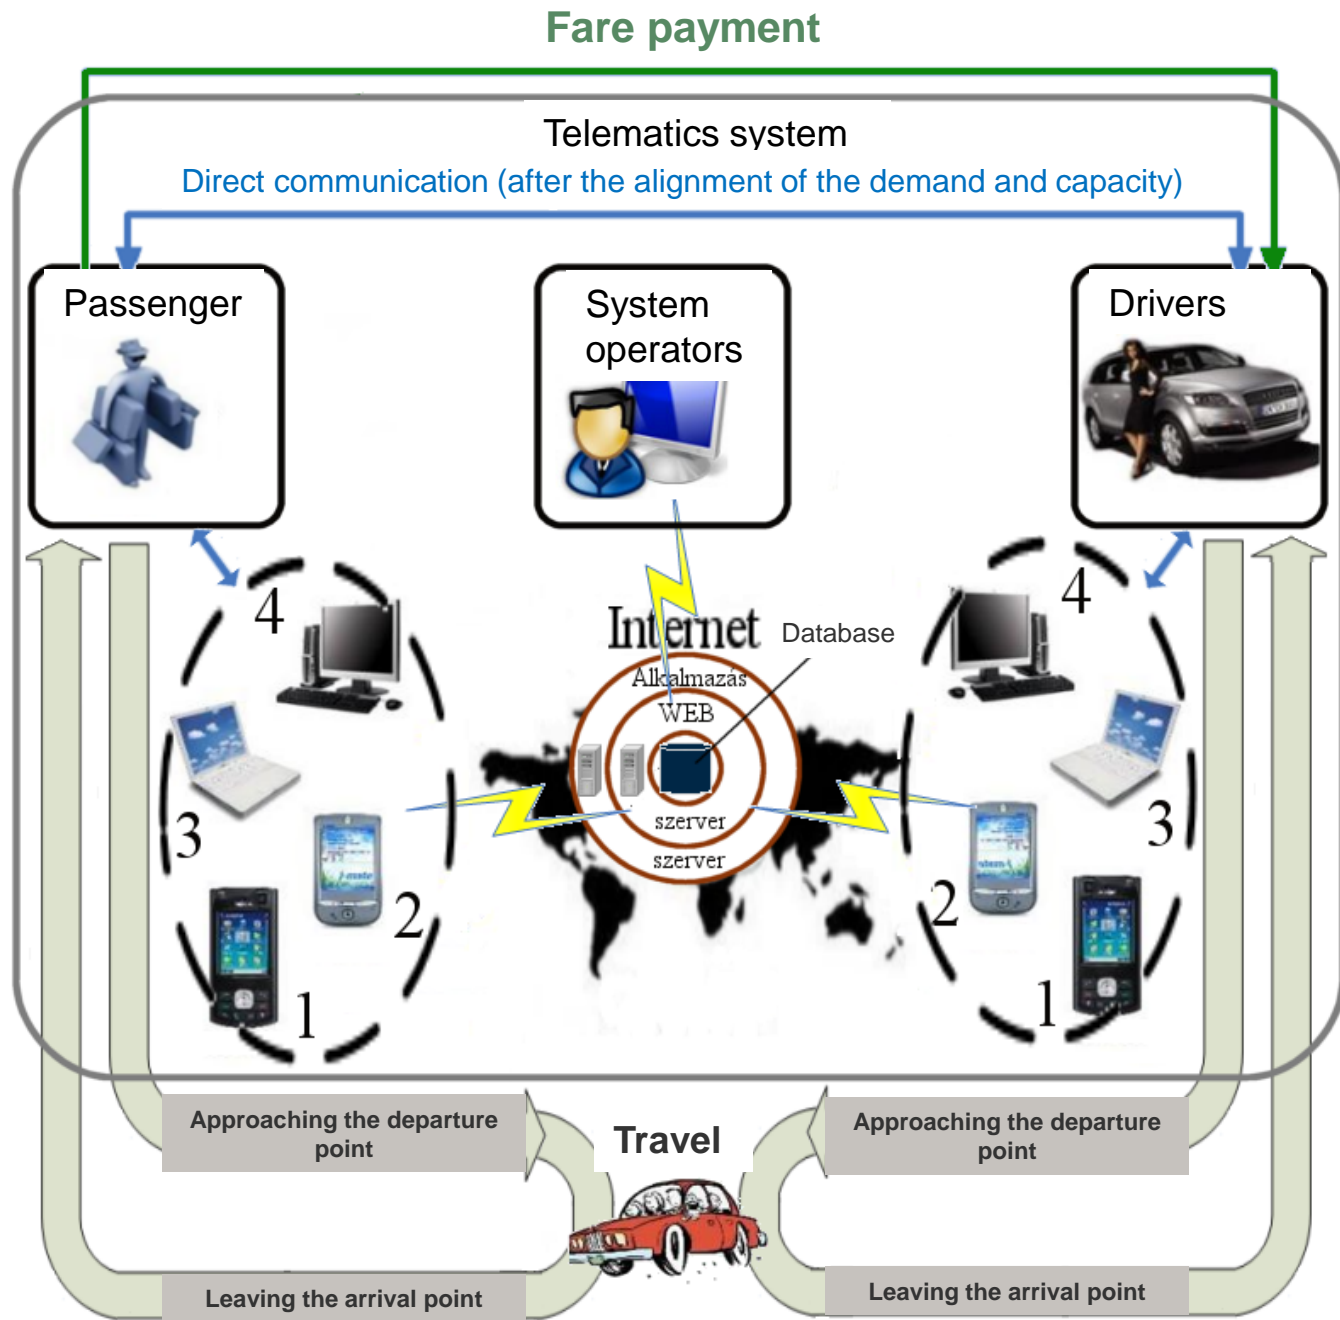 Fare payment
Telematics system
Direct communication (after the alignment of the demand and capacity)
Passenger
System
operators
Drivers
4
4
Internet
Database
Alkalmazás
WEB
3
3
szerver
szerver
2
2
1
1
Approaching the departure
point
Travel
Approaching the departure
point
Leaving the arrival point
Leaving the arrival point